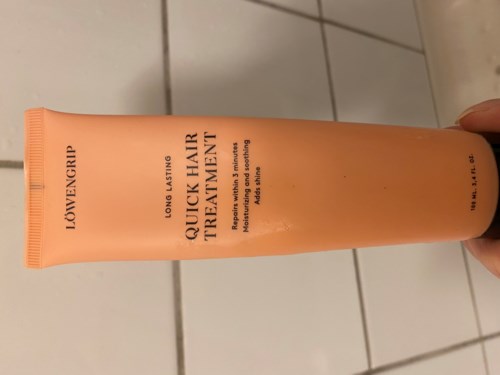 LÖWENGRIP
LONG LASTING
QUICK HAIR
TREATMENT
Repairs within 3 minutes
Moisturizing and soothing
Adds shine
100 ML. 3,4 FL. OZ.